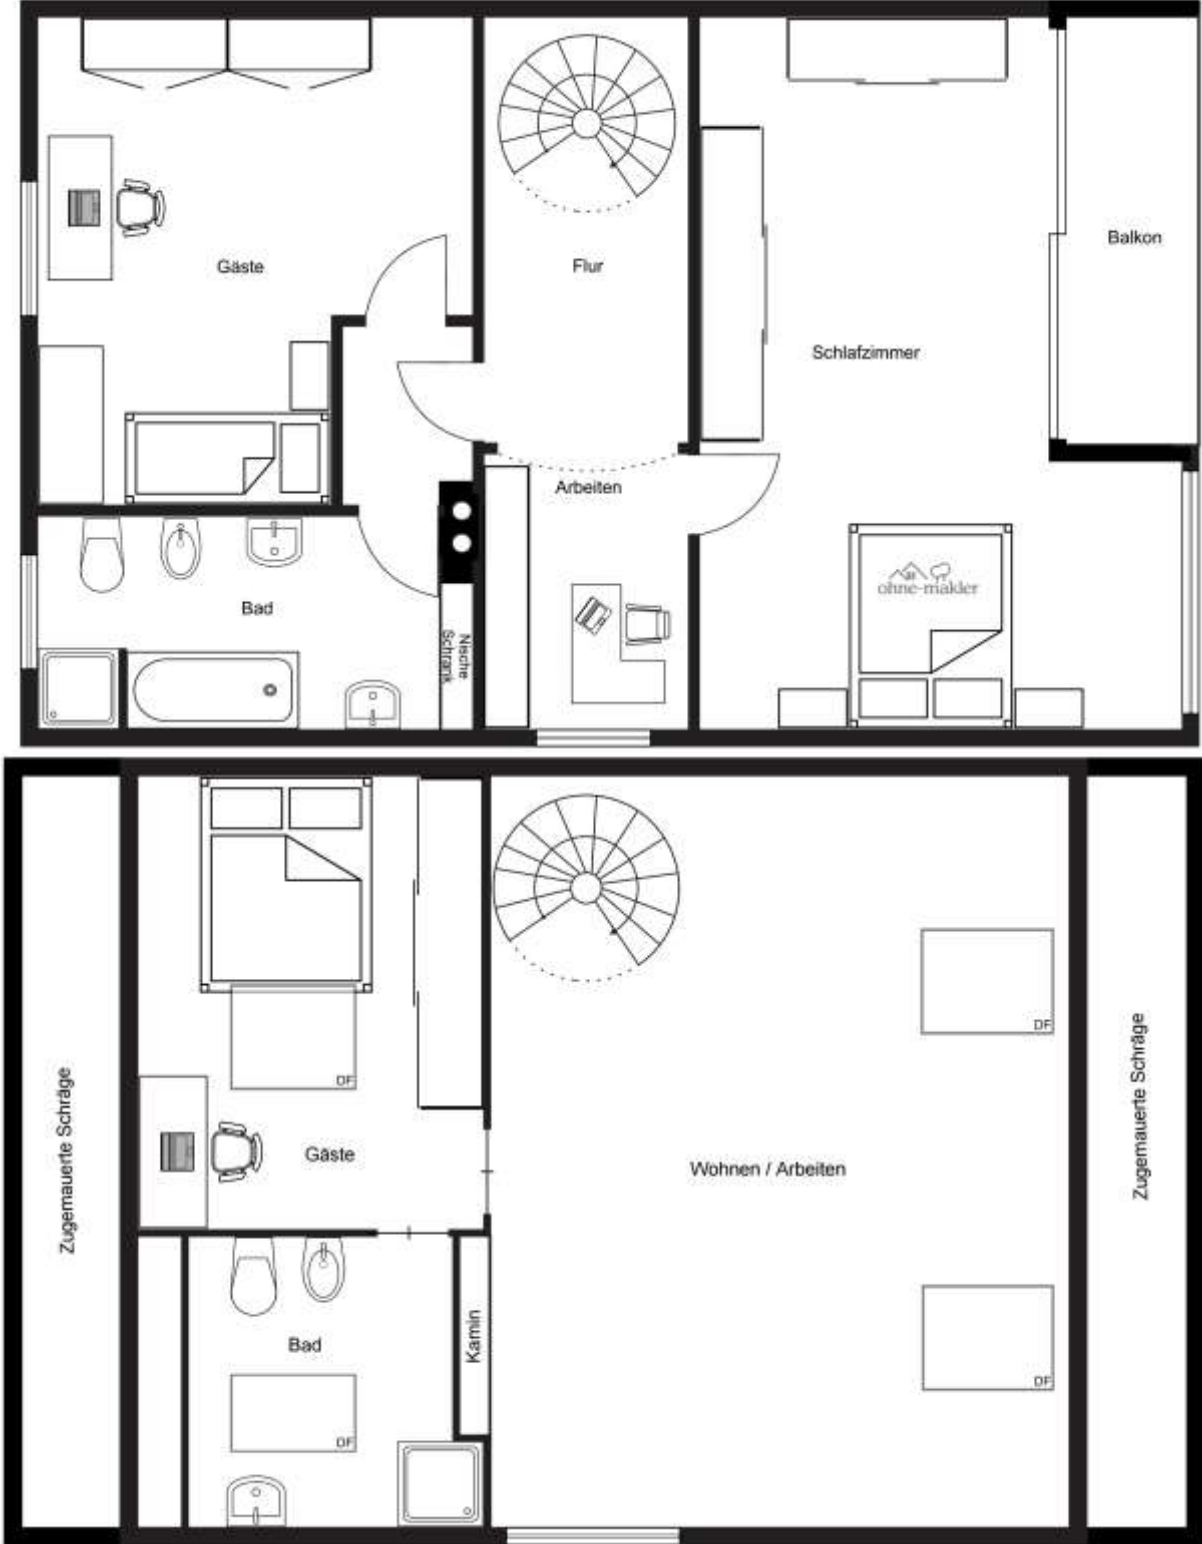 Balkon
Gäste
Flur
Schlafzimmer
Arbeiten
ohne-makler
Bad
Nische
Schrank
DF
DF
Zugemauerte Schräge
Zugemauerte Schräge
Gäste
Wohnen / Arbeiten
Kamin
Bad
DF
DF